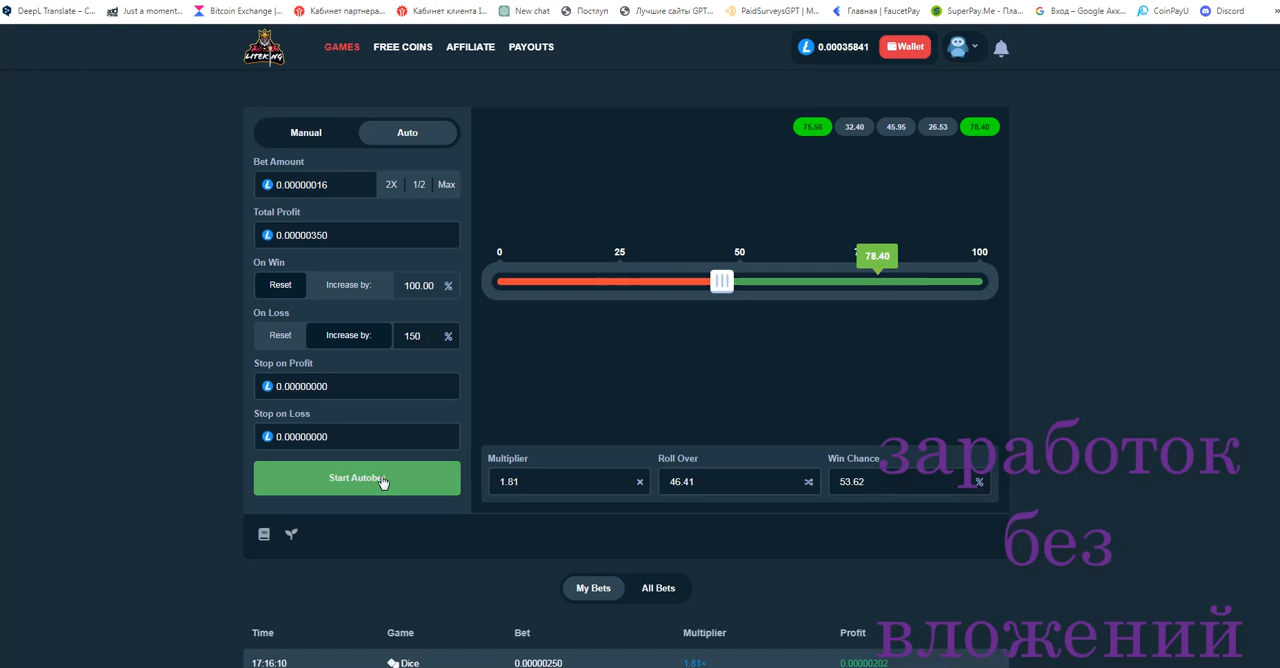 DeepL Translate – C...
Just a moment...
Bitcoin Exchange |...
Кабинет партнера...
Кабинет клиента I...
New chat
Постлуп
Лучшие сайты GPT...
PaidSurveysGPT | M...
Главная | FaucetPay
SuperPay.Me - Пла...
Вход – Google Акк...
CoinPayU
Discord
LITEKING
GAMES
FREE COINS
AFFILIATE
PAYOUTS
0.00035841
Wallet
Manual
Auto
75.56
32.40
45.95
26.53
78.40
Bet Amount
0.00000016
2X
1/2
Max
Total Profit
0.00000350
On Win
Reset
Increase by:
100.00 %
On Loss
Reset
Increase by:
150 %
Stop on Profit
0.00000000
Stop on Loss
0.00000000
0
25
50
100
78.40
Multiplier
Roll Over
Win Chance
1.81
46.41
53.62 %
заработок
без
вложений
My Bets
All Bets
Time
Game
Bet
Multiplier
Profit
17:16:10
Dice
0.00000250
1.81×
0.00000202